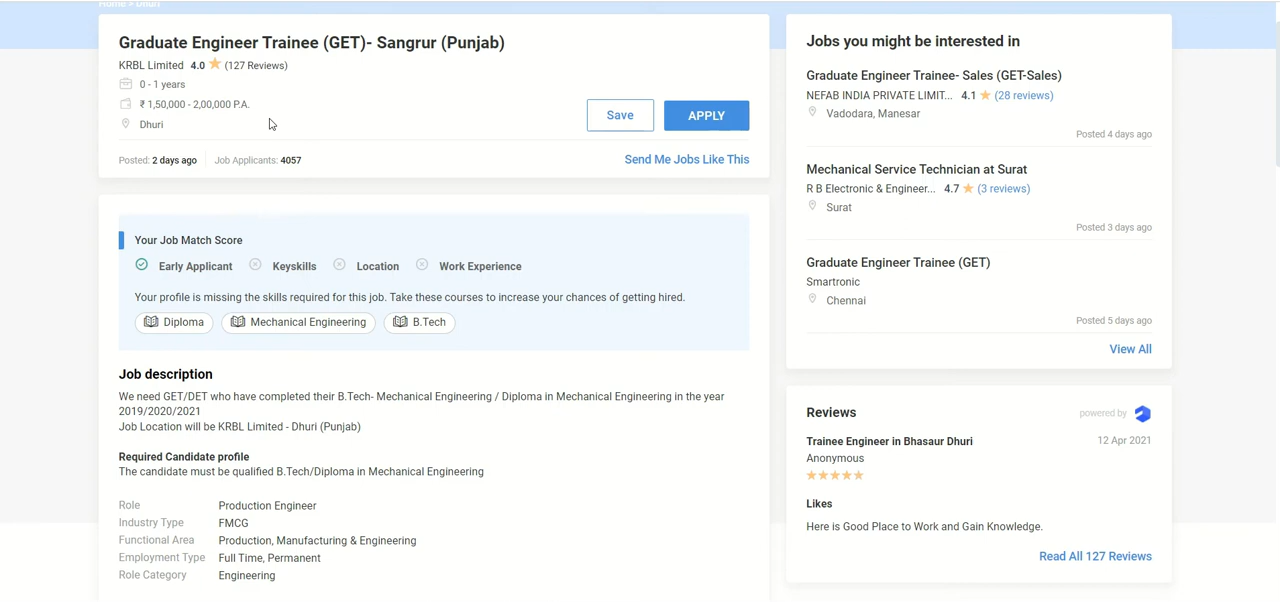 Home > Dhuri
Graduate Engineer Trainee (GET)- Sangrur (Punjab)
KRBL Limited 4.0 (127 Reviews)
0 - 1 years
₹ 1,50,000 - 2,00,000 P.A.
Dhuri
Save
APPLY
Posted: 2 days ago Job Applicants: 4057
Send Me Jobs Like This
Your Job Match Score
Early Applicant Keyskills Location Work Experience
Your profile is missing the skills required for this job. Take these courses to increase your chances of getting hired.
Diploma Mechanical Engineering B.Tech
Job description
We need GET/DET who have completed their B.Tech- Mechanical Engineering / Diploma in Mechanical Engineering in the year
2019/2020/2021
Job Location will be KRBL Limited - Dhuri (Punjab)
Required Candidate profile
The candidate must be qualified B.Tech/Diploma in Mechanical Engineering
Role Production Engineer
Industry Type FMCG
Functional Area Production, Manufacturing & Engineering
Employment Type Full Time, Permanent
Role Category Engineering
Jobs you might be interested in
Graduate Engineer Trainee- Sales (GET-Sales)
NEFAB INDIA PRIVATE LIMIT... 4.1 (28 reviews)
Vadodara, Manesar
Posted 4 days ago
Mechanical Service Technician at Surat
R B Electronic & Engineer... 4.7 (3 reviews)
Surat
Posted 3 days ago
Graduate Engineer Trainee (GET)
Smartronic
Chennai
Posted 5 days ago
View All
Reviews
powered by
Trainee Engineer in Bhasaur Dhuri 12 Apr 2021
Anonymous
Likes
Here is Good Place to Work and Gain Knowledge.
Read All 127 Reviews